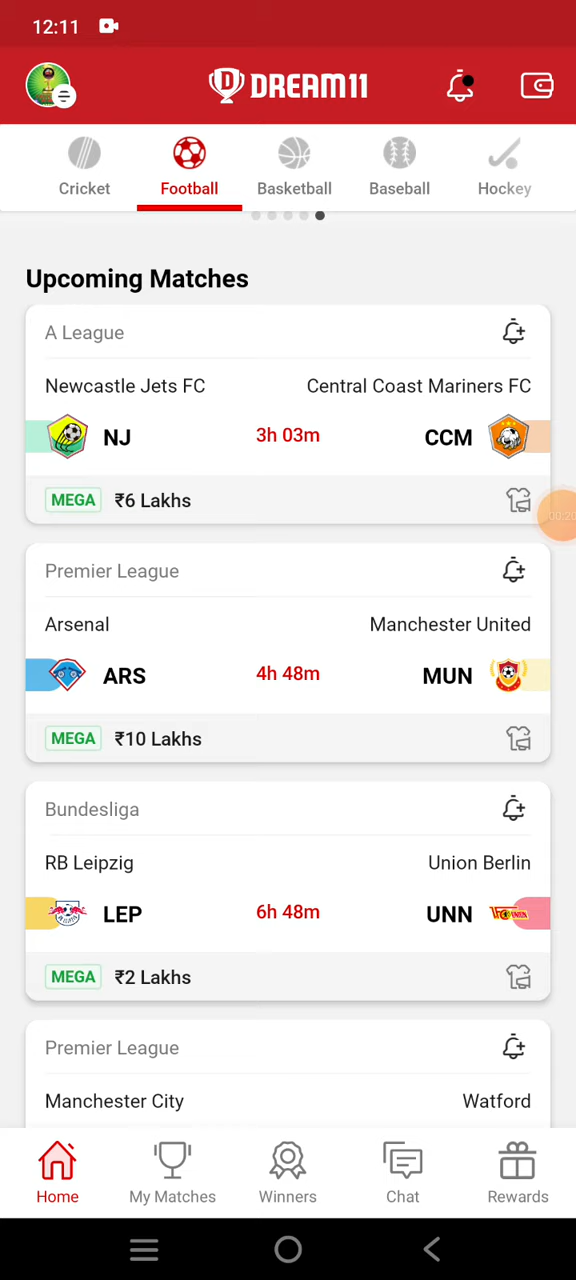 12:11
DREAM11
Cricket
Football
Basketball
Baseball
Hockey
Upcoming Matches
A League
Newcastle Jets FC Central Coast Mariners FC
NJ 3h 03m CCM
MEGA ₹6 Lakhs
00:20
Premier League
Arsenal Manchester United
ARS 4h 48m MUN
MEGA ₹10 Lakhs
Bundesliga
RB Leipzig Union Berlin
LEP 6h 48m UNN
MEGA ₹2 Lakhs
Premier League
Manchester City Watford
Home
My Matches
Winners
Chat
Rewards